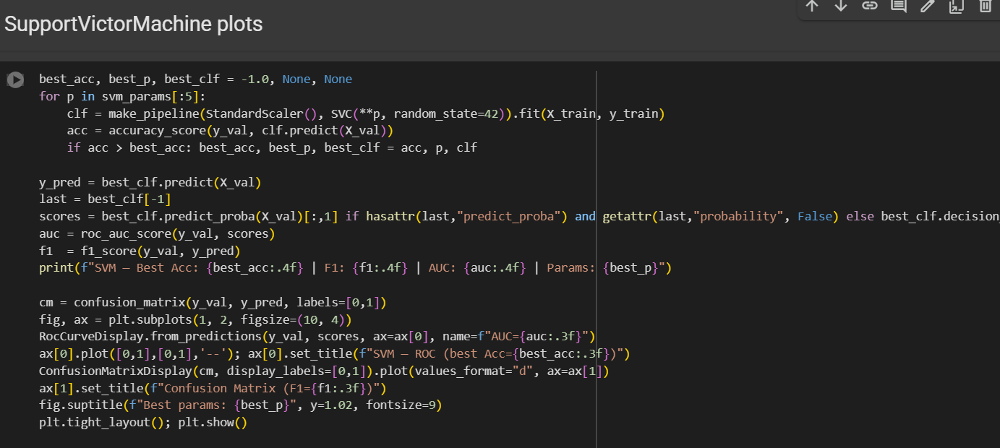 SupportVictorMachine plots
best_acc, best_p, best_clf = -1.0, None, None
for p in svm_params[:5]:
    clf = make_pipeline(StandardScaler(), SVC(**p, random_state=42)).fit(X_train, y_train)
    acc = accuracy_score(y_val, clf.predict(X_val))
    if acc > best_acc: best_acc, best_p, best_clf = acc, p, clf

y_pred = best_clf.predict(X_val)
last = best_clf[-1]
scores = best_clf.predict_proba(X_val)[:,1] if hasattr(last,"predict_proba") and getattr(last,"probability", False) else best_clf.decision_
auc = roc_auc_score(y_val, scores)
f1  = f1_score(y_val, y_pred)
print(f"SVM — Best Acc: {best_acc:.4f} | F1: {f1:.4f} | AUC: {auc:.4f} | Params: {best_p}")

cm = confusion_matrix(y_val, y_pred, labels=[0,1])
fig, ax = plt.subplots(1, 2, figsize=(10, 4))
RocCurveDisplay.from_predictions(y_val, scores, ax=ax[0], name=f"AUC={auc:.3f}")
ax[0].plot([0,1],[0,1],'--'); ax[0].set_title(f"SVM — ROC (best Acc={best_acc:.3f})")
ConfusionMatrixDisplay(cm, display_labels=[0,1]).plot(values_format="d", ax=ax[1])
ax[1].set_title(f"Confusion Matrix (F1={f1:.3f})")
fig.suptitle(f"Best params: {best_p}", y=1.02, fontsize=9)
plt.tight_layout(); plt.show()